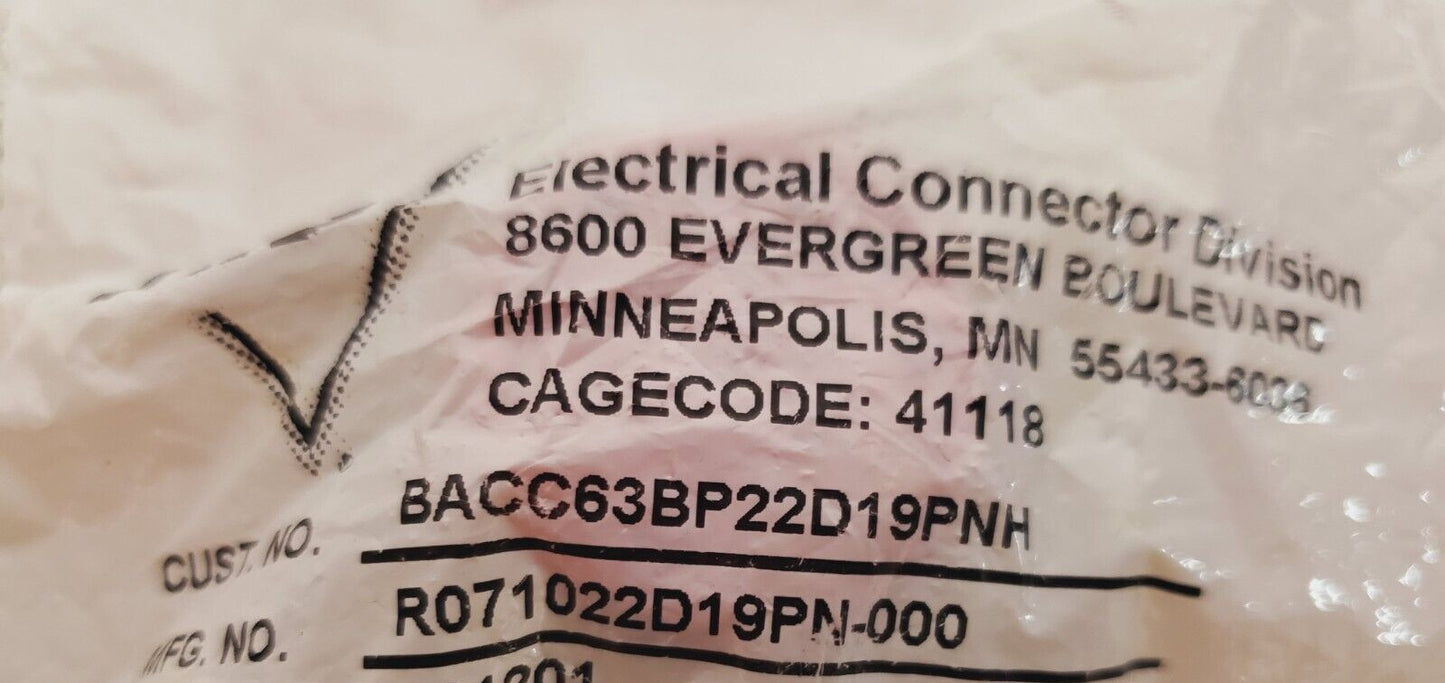 Electrical Connector Division
8600 EVERGREEN BOULEVARD
MINNEAPOLIS, MN 55433-6036
CAGECODE: 41118
CUST. NO. BACC63BP22D19PNH
MFG. NO. R071022D19PN-000